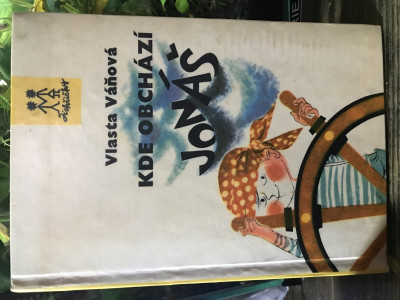 Vlasta Váňová
KDE OBCHÁZÍ
JONÁŠ